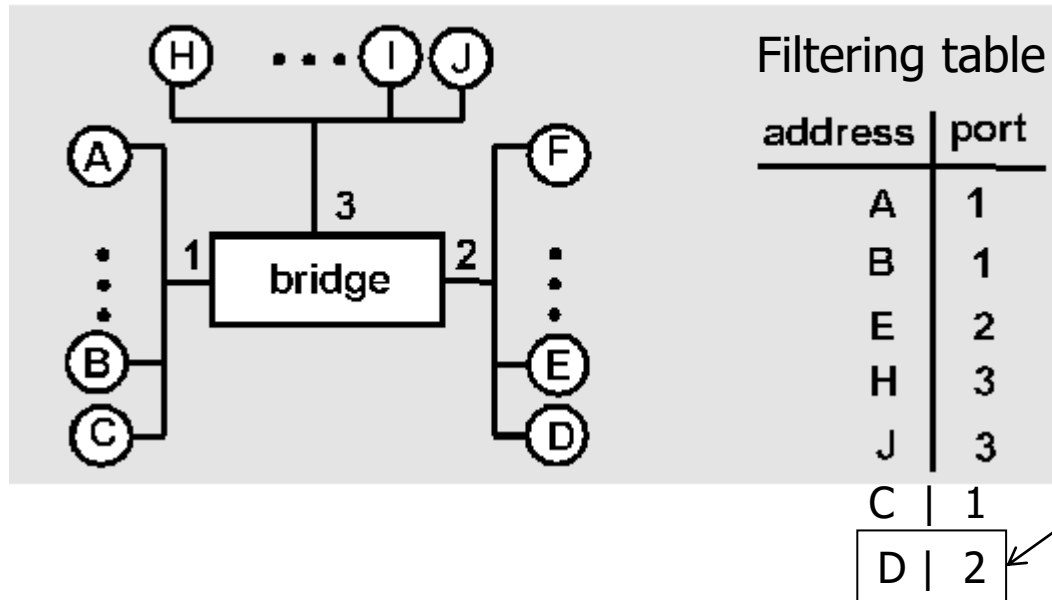 H ... I J
Filtering table
address | port
A
F
A | 1
3
1 bridge 2
B | 1
E | 2
B
E
H | 3
C
D
J | 3
C | 1
D | 2